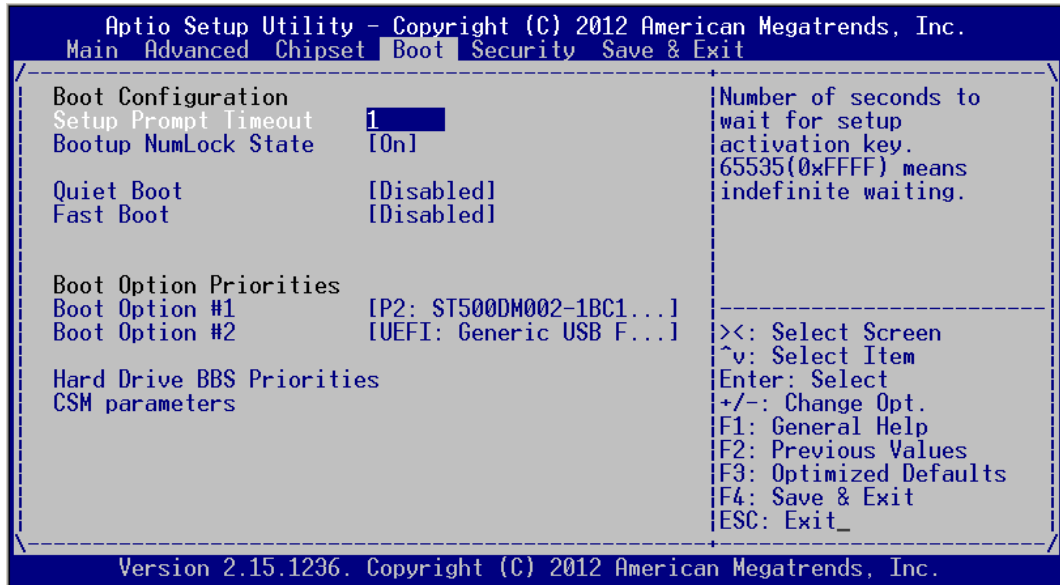 Aptio Setup Utility - Copyright (C) 2012 American Megatrends, Inc.
Main Advanced Chipset Boot Security Save & Exit
Boot Configuration
Setup Prompt Timeout 1
Bootup NumLock State [On]
Quiet Boot [Disabled]
Fast Boot [Disabled]
Boot Option Priorities
Boot Option #1 [P2: ST500DM002-1BC1...]
Boot Option #2 [UEFI: Generic USB F...]
Hard Drive BBS Priorities
CSM parameters
Number of seconds to
wait for setup
activation key.
65535(0xFFFF) means
indefinite waiting.
><: Select Screen
^v: Select Item
Enter: Select
+/-: Change Opt.
F1: General Help
F2: Previous Values
F3: Optimized Defaults
F4: Save & Exit
ESC: Exit_
Version 2.15.1236. Copyright (C) 2012 American Megatrends, Inc.